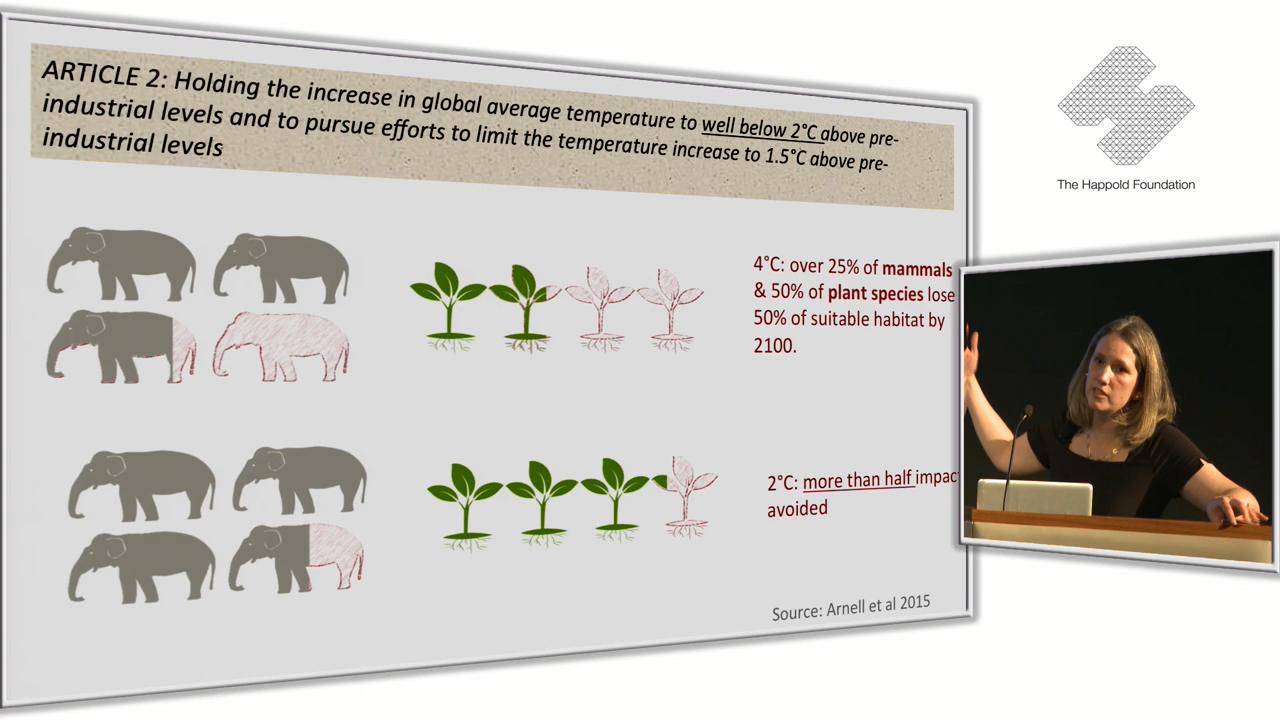 ARTICLE 2: Holding the increase in global average temperature to well below 2°C above pre-
industrial levels and to pursue efforts to limit the temperature increase to 1.5°C above pre-
industrial levels
The Happold Foundation
4°C: over 25% of mammals
& 50% of plant species lose
50% of suitable habitat by
2100.
2°C: more than half impact
avoided
Source: Arnell et al 2015